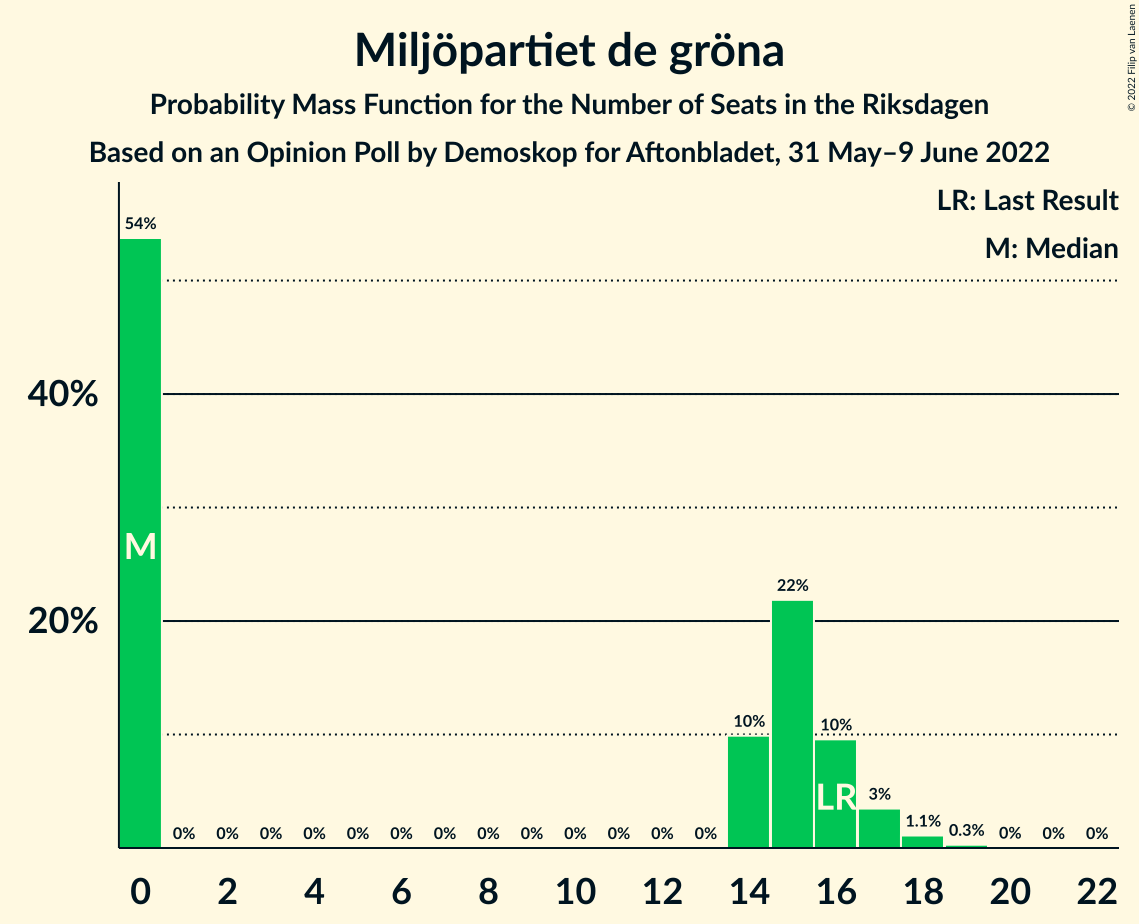 Miljöpartiet de gröna
Probability Mass Function for the Number of Seats in the Riksdagen
Based on an Opinion Poll by Demoskop for Aftonbladet, 31 May–9 June 2022
© 2022 Filip van Laenen
LR: Last Result
M: Median
54%
40%
M
22%
20%
10% 10%
LR
3%
1.1%
0.3%
0% 0% 0% 0% 0% 0% 0% 0% 0% 0% 0% 0% 0% 0% 0% 0%
0 2 4 6 8 10 12 14 16 18 20 22